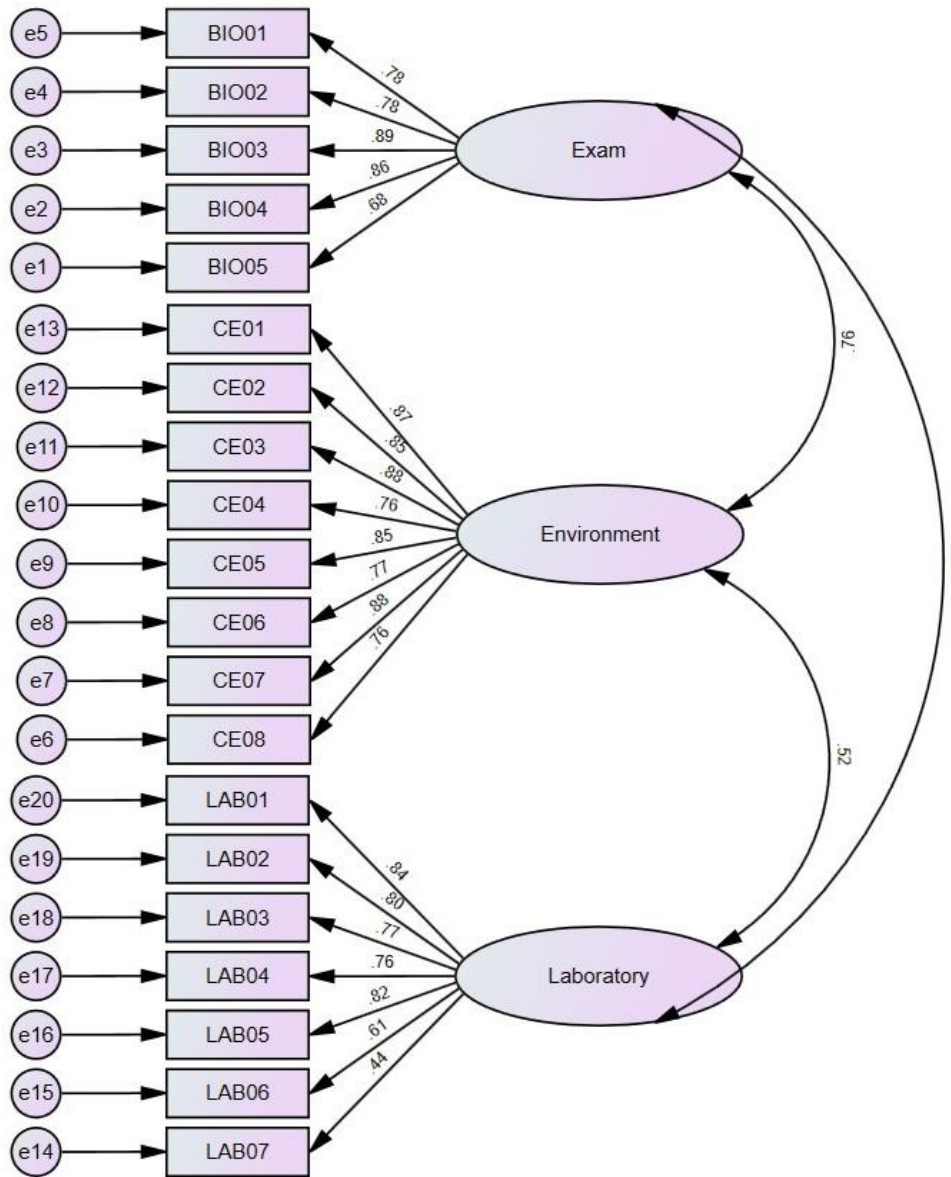 e5 BIO01
.78
e4 BIO02
.78
e3 BIO03
.89
Exam
e2 BIO04
.86
e1 BIO05
.68
e13 CE01
.87
.76
e12 CE02
.85
e11 CE03
.88
e10 CE04
.76
Environment
e9 CE05
.85
e8 CE06
.77
e7 CE07
.88
e6 CE08
.76
.52
e20 LAB01
.84
e19 LAB02
.80
e18 LAB03
.77
e17 LAB04
.76
Laboratory
e16 LAB05
.82
e15 LAB06
.61
e14 LAB07
.44